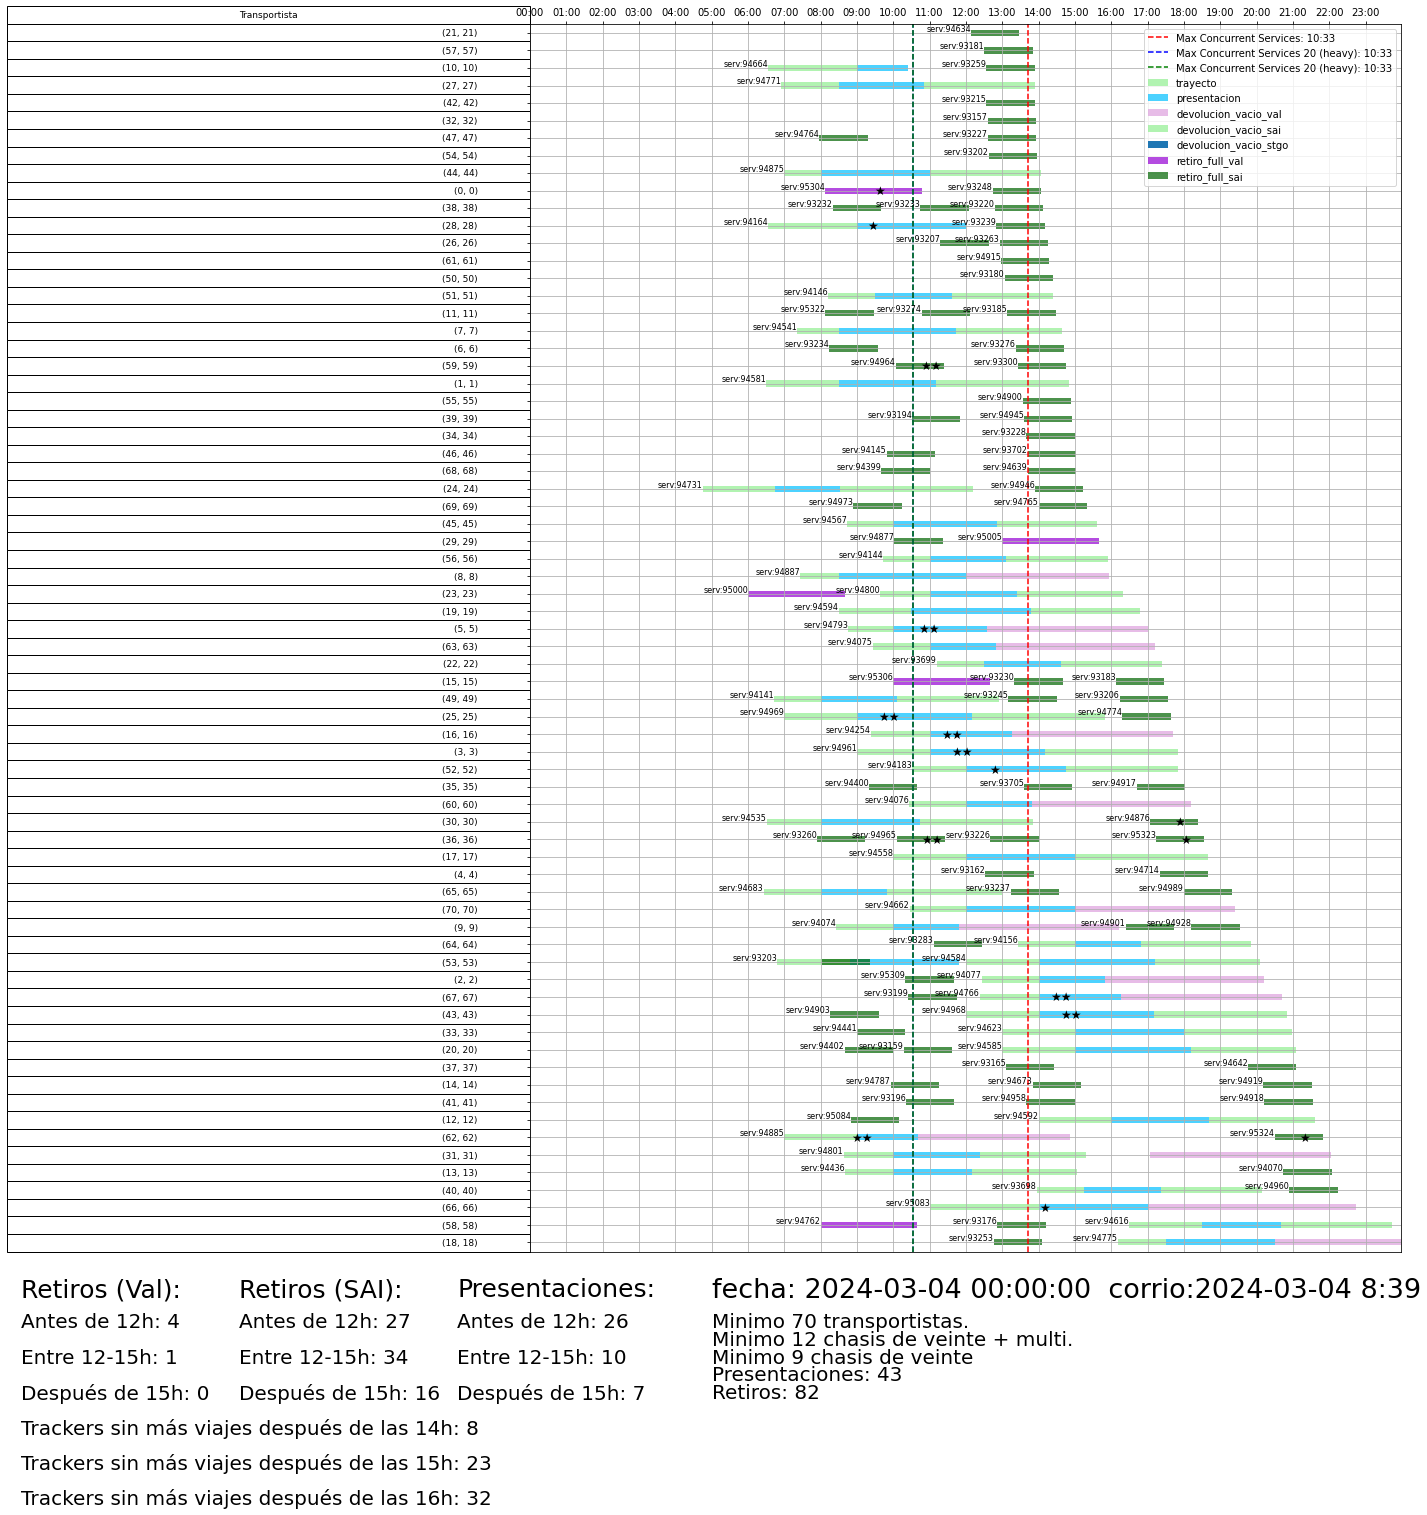 Transportista
00:00 01:00 02:00 03:00 04:00 05:00 06:00 07:00 08:00 09:00 10:00 11:00 12:00 13:00 14:00 15:00 16:00 17:00 18:00 19:00 20:00 21:00 22:00 23:00
Max Concurrent Services: 10:33
Max Concurrent Services 20 (heavy): 10:33
Max Concurrent Services 20 (heavy): 10:33
trayecto
presentacion
devolucion_vacio_val
devolucion_vacio_sai
devolucion_vacio_stgo
retiro_full_val
retiro_full_sai
(21, 21) serv:94634
(57, 57) serv:93181
(10, 10) serv:94664 serv:93259
(27, 27) serv:94771
(42, 42) serv:93215
(32, 32) serv:93157
(47, 47) serv:94764 serv:93227
(54, 54) serv:93202
(44, 44) serv:94875
(0, 0) serv:95304 serv:93248
(38, 38) serv:93232 serv:93233 serv:93220
(28, 28) serv:94164 serv:93239
(26, 26) serv:93207 serv:93263
(61, 61) serv:94915
(50, 50) serv:93180
(51, 51) serv:94146
(11, 11) serv:95322 serv:93274 serv:93185
(7, 7) serv:94541
(6, 6) serv:93234 serv:93276
(59, 59) serv:94964 serv:93300
(1, 1) serv:94581
(55, 55) serv:94900
(39, 39) serv:93194 serv:94945
(34, 34) serv:93228
(46, 46) serv:94145 serv:93702
(68, 68) serv:94399 serv:94639
(24, 24) serv:94731 serv:94946
(69, 69) serv:94973 serv:94765
(45, 45) serv:94567
(29, 29) serv:94877 serv:95005
(56, 56) serv:94144
(8, 8) serv:94887
(23, 23) serv:95000 serv:94800
(19, 19) serv:94594
(5, 5) serv:94793
(63, 63) serv:94075
(22, 22) serv:93699
(15, 15) serv:95306 serv:93230 serv:93183
(49, 49) serv:94141 serv:93245 serv:93206
(25, 25) serv:94969 serv:94774
(16, 16) serv:94254
(3, 3) serv:94961
(52, 52) serv:94183
(35, 35) serv:94400 serv:93705 serv:94917
(60, 60) serv:94076
(30, 30) serv:94535 serv:94876
(36, 36) serv:93260 serv:94965 serv:93226 serv:95323
(17, 17) serv:94558
(4, 4) serv:93162 serv:94714
(65, 65) serv:94683 serv:93237 serv:94989
(70, 70) serv:94662
(9, 9) serv:94074 serv:94901 serv:94928
(64, 64) serv:93283 serv:94156
(53, 53) serv:93203 serv:94584
(2, 2) serv:95309 serv:94077
(67, 67) serv:93199 serv:94766
(43, 43) serv:94903 serv:94968
(33, 33) serv:94441 serv:94623
(20, 20) serv:94402 serv:93159 serv:94585
(37, 37) serv:93165 serv:94642
(14, 14) serv:94787 serv:94673 serv:94919
(41, 41) serv:93196 serv:94958 serv:94918
(12, 12) serv:95084 serv:94592
(62, 62) serv:94885 serv:95324
(31, 31) serv:94801
(13, 13) serv:94436 serv:94070
(40, 40) serv:93698 serv:94960
(66, 66) serv:95083
(58, 58) serv:94762 serv:93176 serv:94616
(18, 18) serv:93253 serv:94775
Retiros (Val):
Antes de 12h: 4
Entre 12-15h: 1
Después de 15h: 0
Retiros (SAI):
Antes de 12h: 27
Entre 12-15h: 34
Después de 15h: 16
Presentaciones:
Antes de 12h: 26
Entre 12-15h: 10
Después de 15h: 7
Trackers sin más viajes después de las 14h: 8
Trackers sin más viajes después de las 15h: 23
Trackers sin más viajes después de las 16h: 32
fecha: 2024-03-04 00:00:00 corrio:2024-03-04 8:39
Minimo 70 transportistas.
Minimo 12 chasis de veinte + multi.
Minimo 9 chasis de veinte
Presentaciones: 43
Retiros: 82